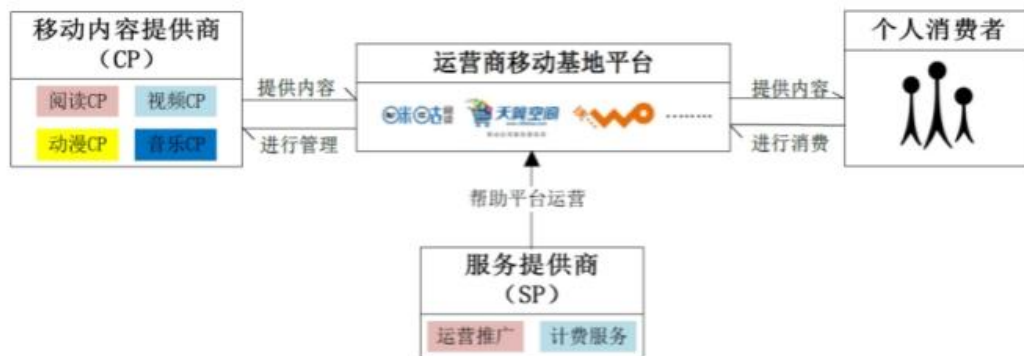 移动内容提供商
（CP）
阅读CP
视频CP
动漫CP
音乐CP
提供内容
进行管理
运营商移动基地平台
咪咕
天翼空间
沃
WO
………
提供内容
进行消费
个人消费者
帮助平台运营
服务提供商
（SP）
运营推广
计费服务